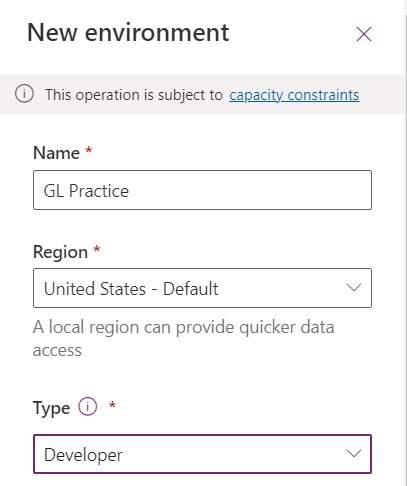 New environment
This operation is subject to capacity constraints
Name *
GL Practice
Region *
United States - Default
A local region can provide quicker data
access
Type *
Developer